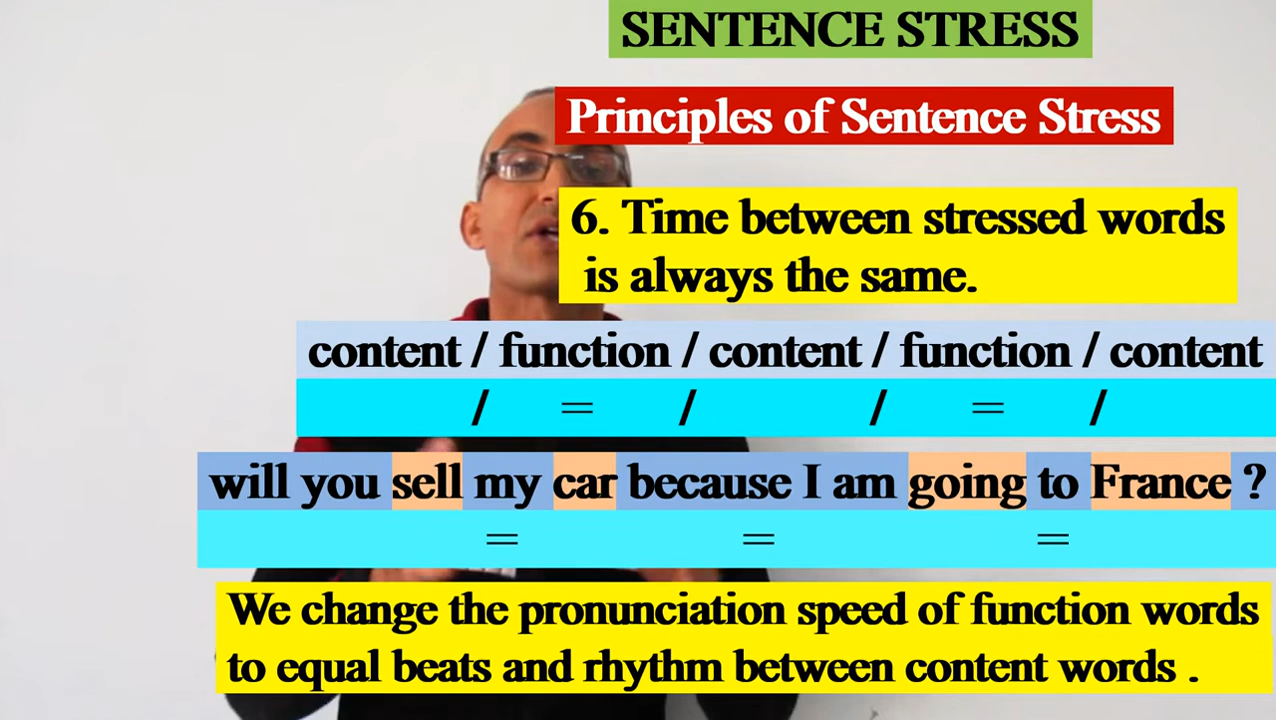 SENTENCE STRESS
Principles of Sentence Stress
6. Time between stressed words
is always the same.
content / function / content / function / content
/ = / / = /
will you sell my car because I am going to France ?
= = =
We change the pronunciation speed of function words
to equal beats and rhythm between content words .